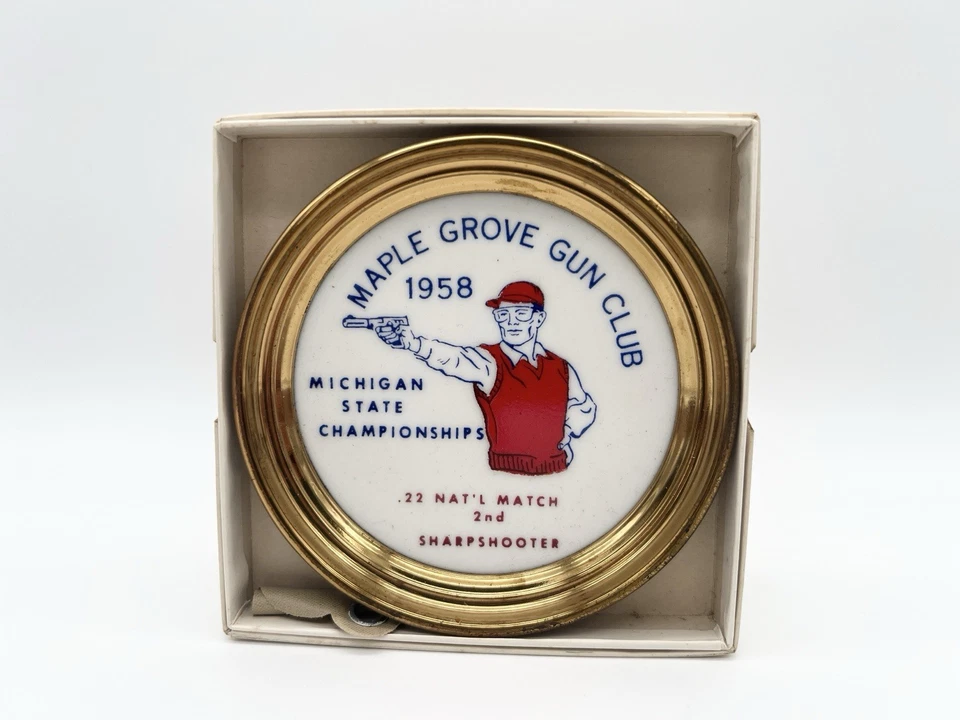 MAPLE GROVE GUN CLUB
1958
MICHIGAN
STATE
CHAMPIONSHIPS
.22 NAT'L MATCH
2nd
SHARPSHOOTER